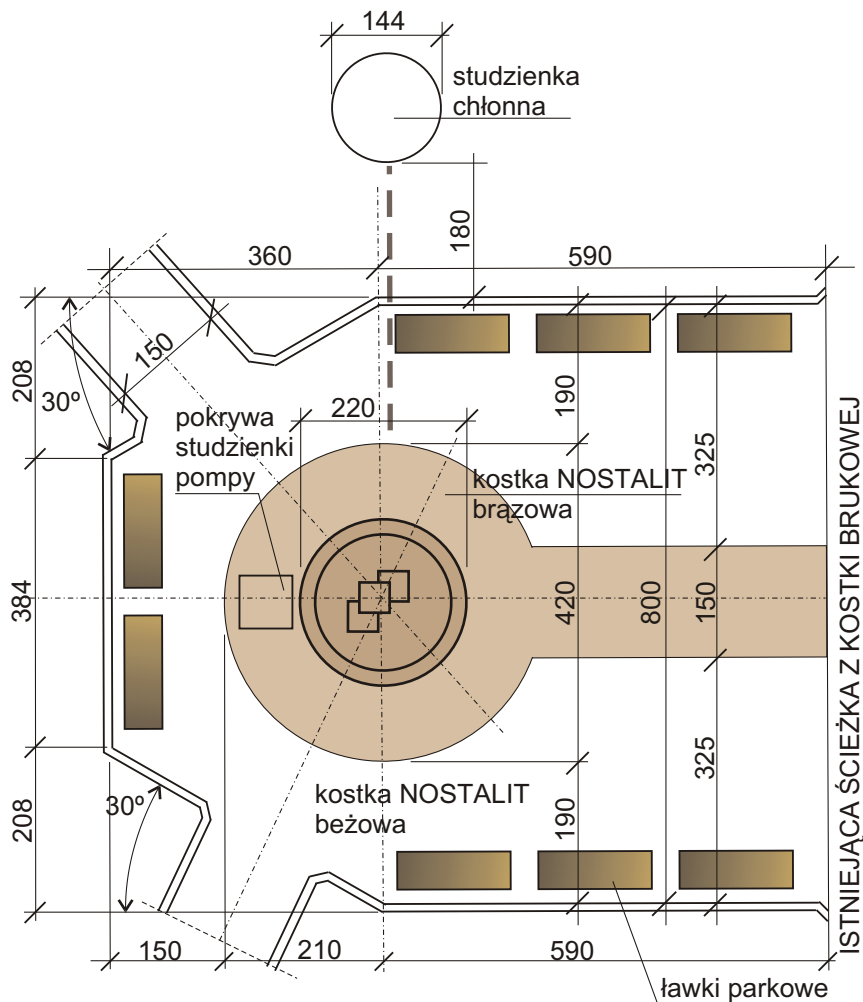 144
studzienka
chłonna
180
360
590
208
150
30º
190
325
pokrywa
studzienki
pompy
220
kostka NOSTALIT
brązowa
384
420
800
150
ISTNIEJĄCA ŚCIEŻKA Z KOSTKI BRUKOWEJ
208
30º
kostka NOSTALIT
beżowa
190
325
150
210
590
ławki parkowe